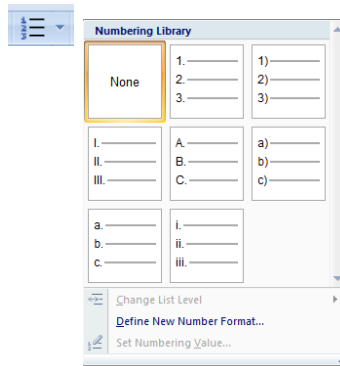 Numbering Library
None
1.
2.
3.
1)
2)
3)
I.
II.
III.
A.
B.
C.
a)
b)
c)
a.
b.
c.
i.
ii.
iii.
Change List Level
Define New Number Format...
Set Numbering Value...